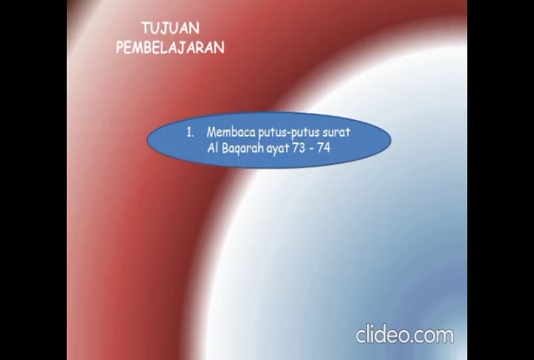 TUJUAN
PEMBELAJARAN
1. Membaca putus-putus surat
Al Baqarah ayat 73 - 74
clideo.com